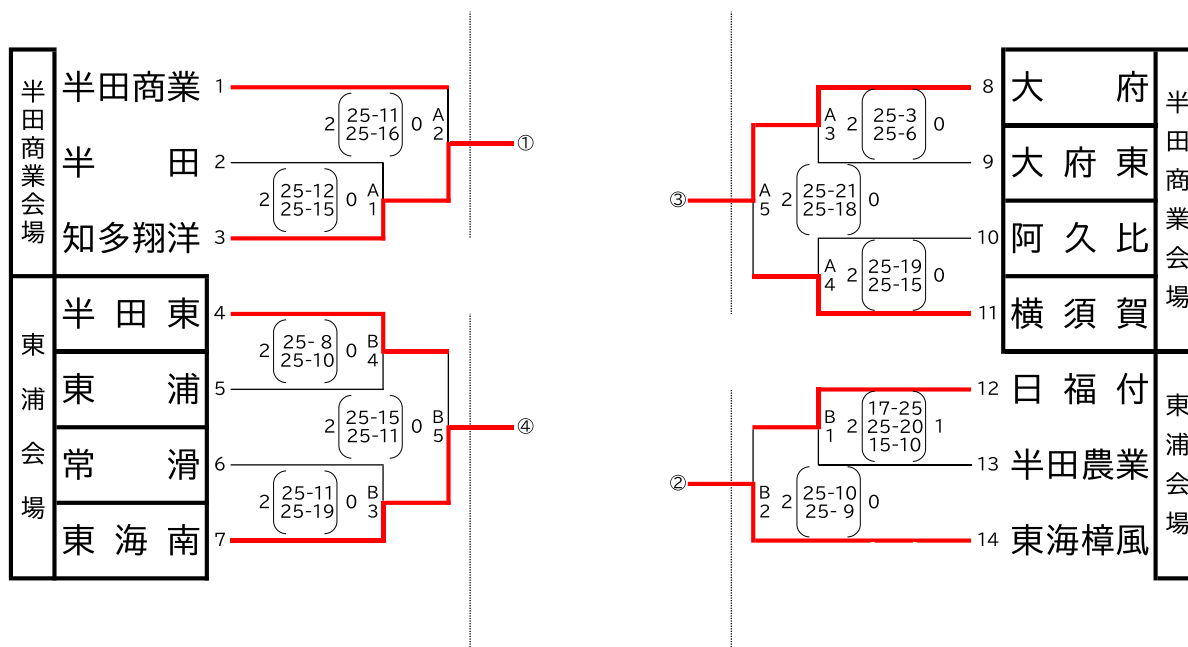 半田商業会場
半田商業 1
2 25-11 0 A
25-16 2
①
半田 2
2 25-12 0 A
25-15 1
知多翔洋 3
東浦会場
半田東 4
2 25- 8 0 B
25-10 4
東浦 5
2 25-15 0 B
25-11 5
④
常滑 6
2 25-11 0 B
25-19 3
東海南 7
半田商業会場
8 大府
A 2 25-3 0
3 25-6
9 大府東
③
A 2 25-21 0
5 25-18
10 阿久比
A 2 25-19 0
4 25-15
11 横須賀
東浦会場
12 日福付
17-25
B 2 25-20 1
1 15-10
13 半田農業
②
B 2 25-10 0
2 25- 9
14 東海樟風